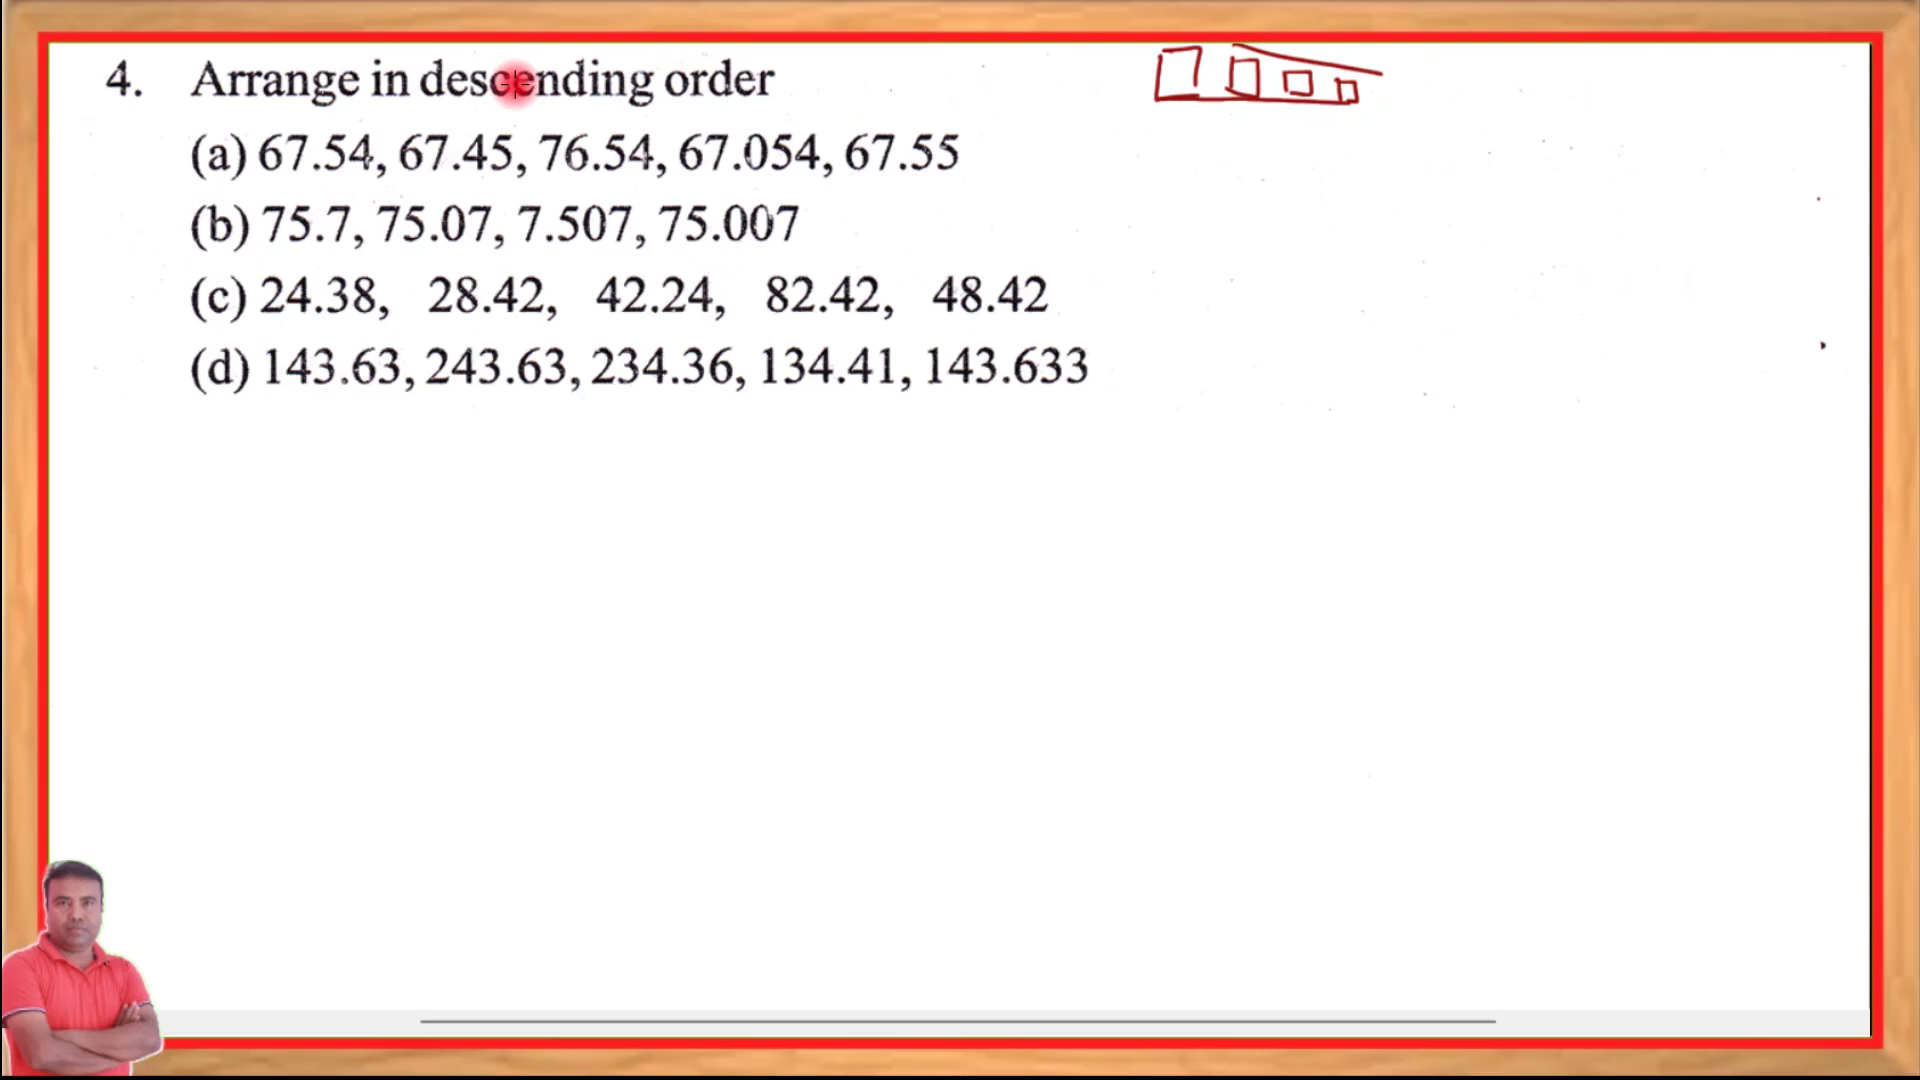 4. Arrange in descending order
(a) 67.54, 67.45, 76.54, 67.054, 67.55
(b) 75.7, 75.07, 7.507, 75.007
(c) 24.38, 28.42, 42.24, 82.42, 48.42
(d) 143.63, 243.63, 234.36, 134.41, 143.633